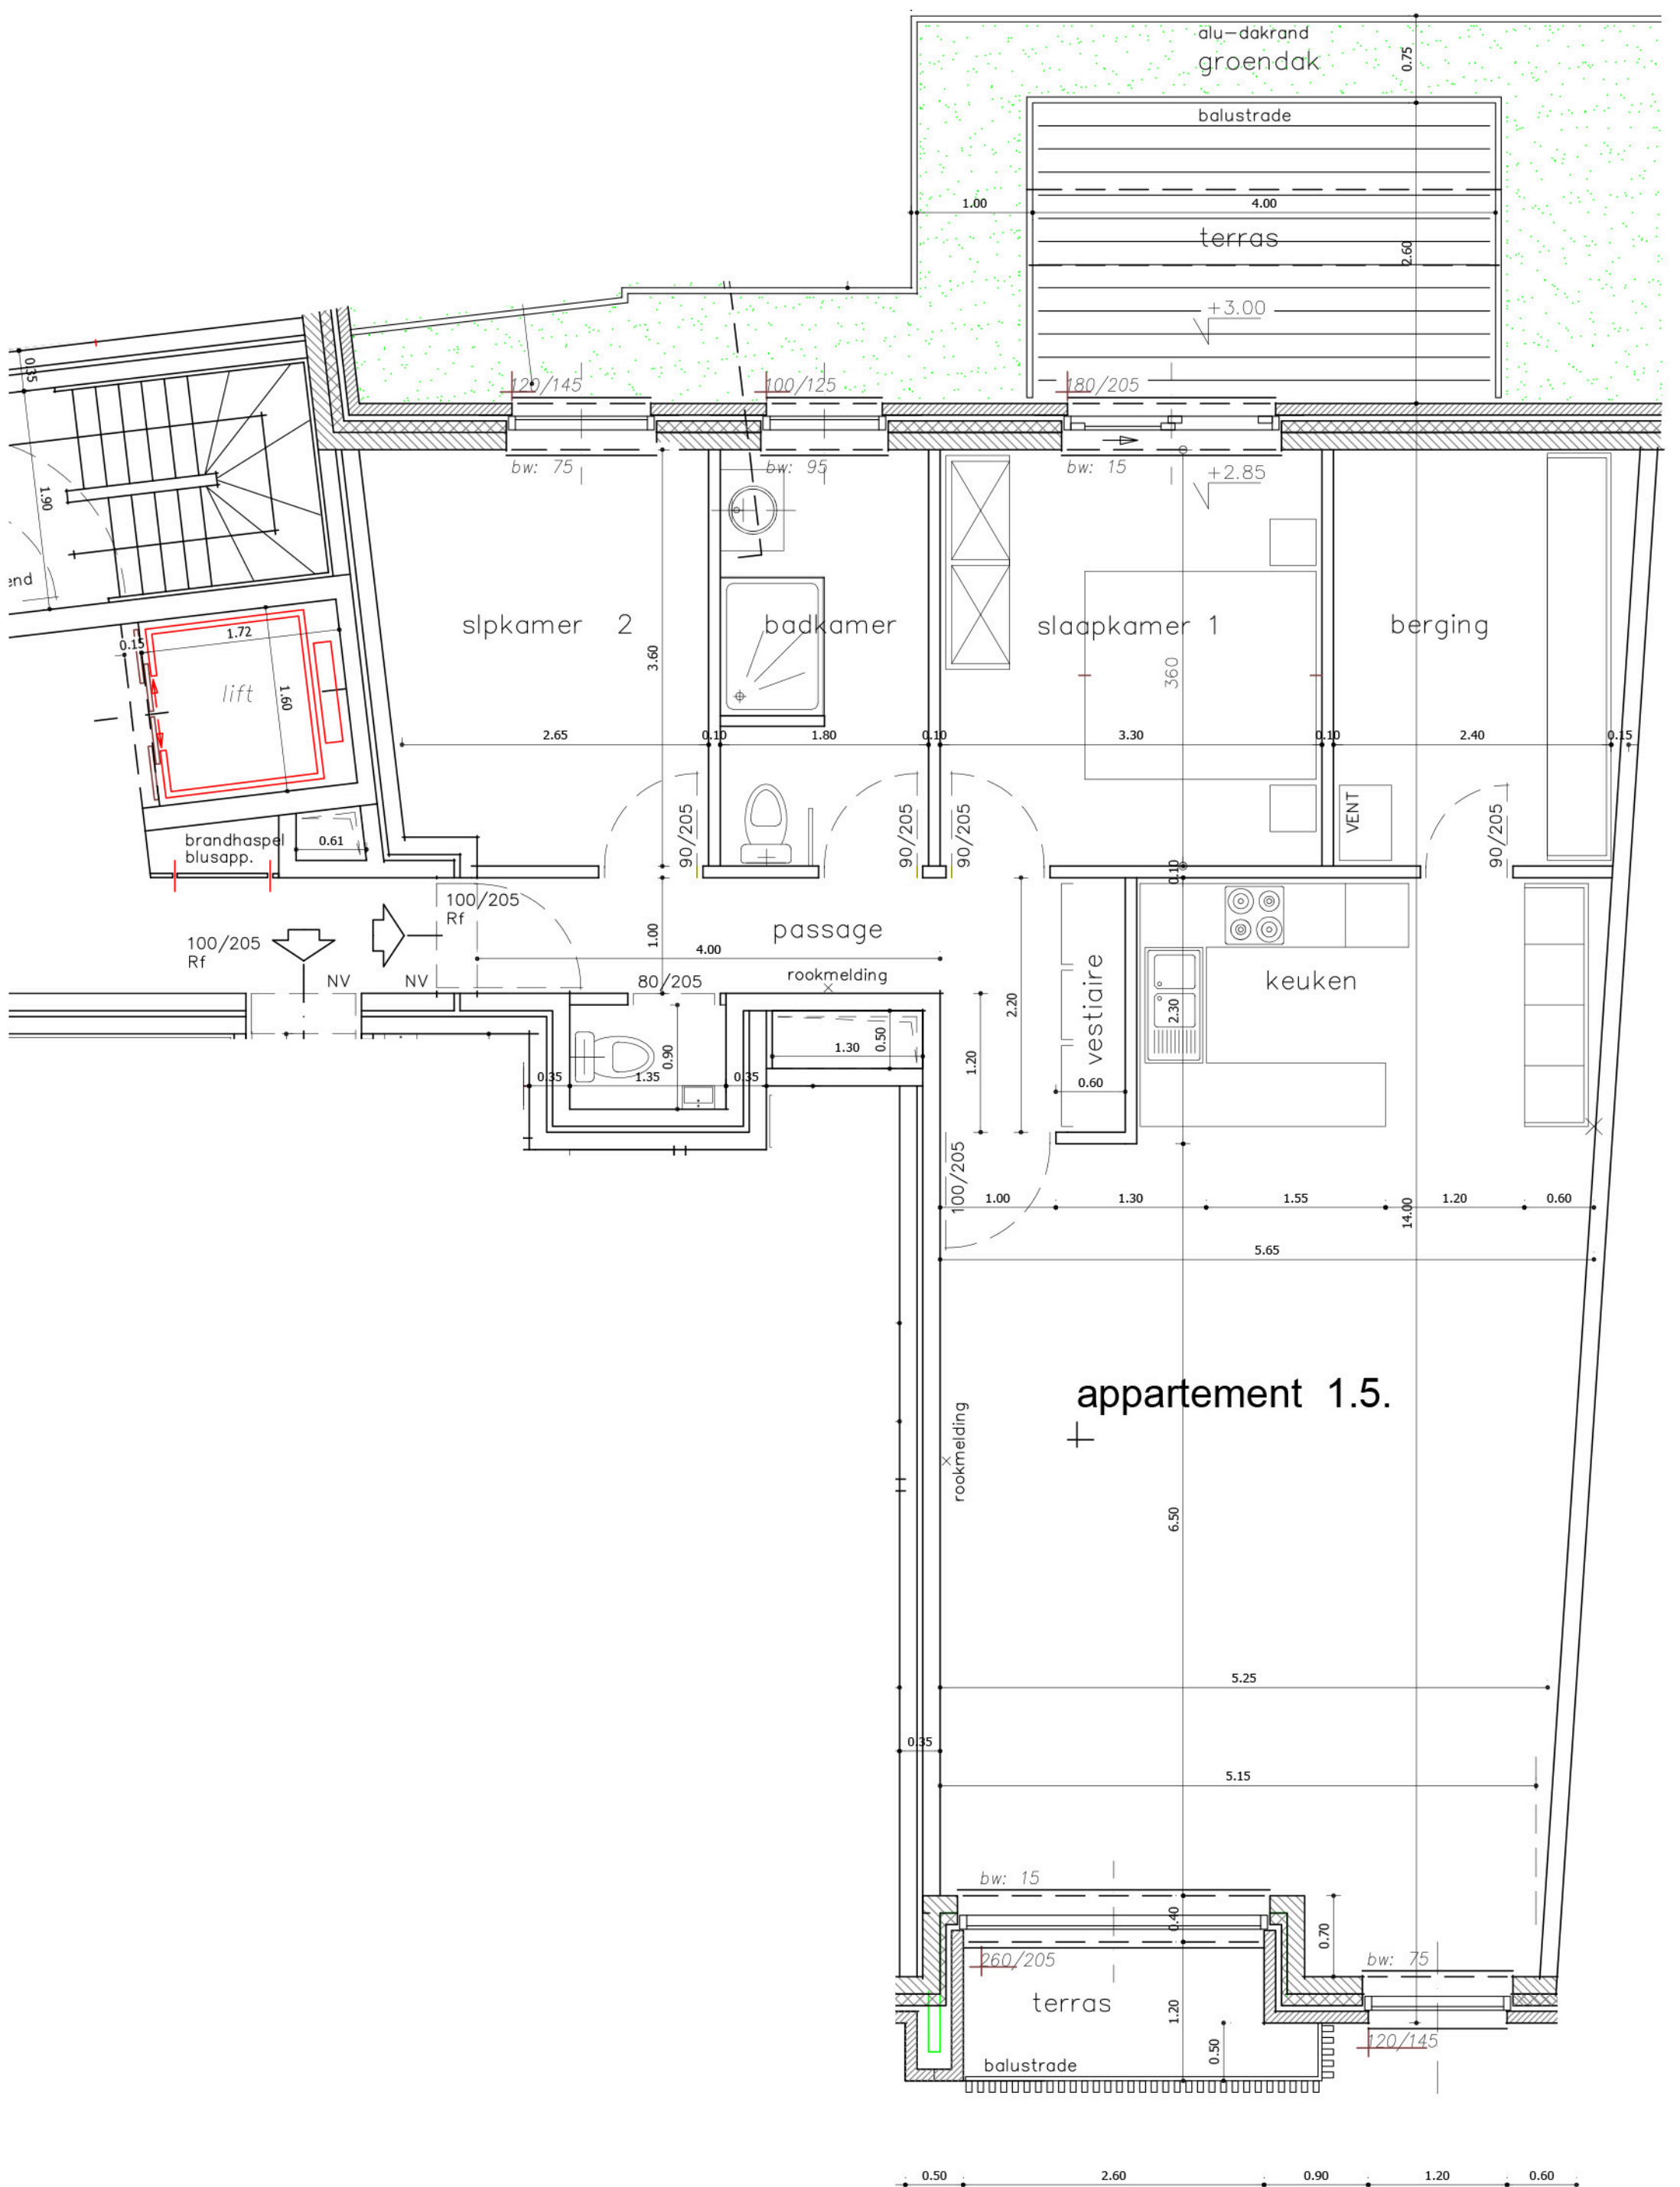 alu-dakrand
groendak
0.75
balustrade
1.00
4.00
terras
2.60
+3.00
0.35
120/145
100/125
180/205
bw: 75
bw: 95
bw: 15
+2.85
1.90
end
slpkamer 2
badkamer
slaapkamer 1
berging
1.72
0.15
lift
1.60
3.60
360
2.65
0.10
1.80
0.10
3.30
0.10
2.40
0.15
90/205
90/205
90/205
VENT
90/205
brandhaspel
blusapp.
0.61
0.10
100/205
Rf
100/205
Rf
1.00
passage
4.00
NV
NV
80/205
rookmelding
vestiaire
keuken
2.20
2.30
0.90
1.30
0.50
1.20
0.35
1.35
0.35
0.60
100/205
1.00
1.30
1.55
1.20
0.60
14.00
5.65
appartement 1.5.
rookmelding
6.50
5.25
0.35
5.15
bw: 15
0.40
0.70
260/205
bw: 75
terras
1.20
120/145
0.50
balustrade
0.50
2.60
0.90
1.20
0.60